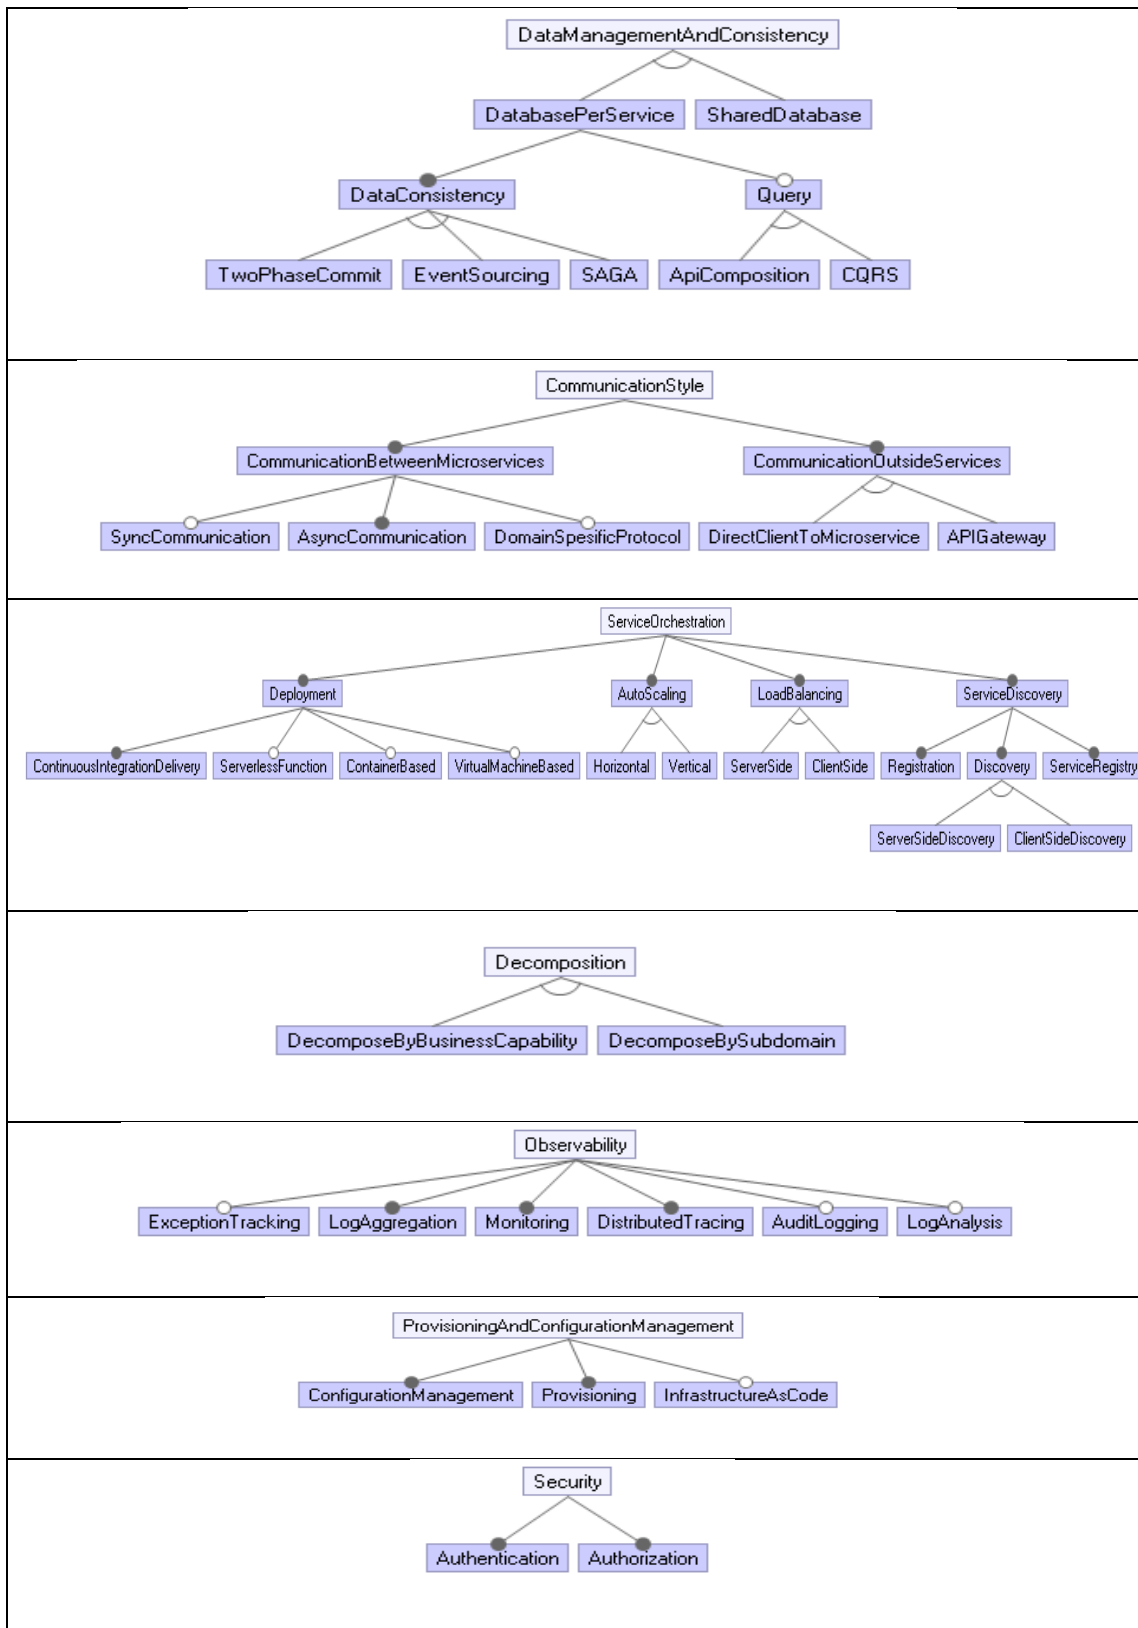 DataManagementAndConsistency
DatabasePerService SharedDatabase
DataConsistency Query
TwoPhaseCommit EventSourcing SAGA ApiComposition CQRS
CommunicationStyle
CommunicationBetweenMicroservices CommunicationOutsideServices
SyncCommunication AsyncCommunication DomainSpesificProtocol DirectClientToMicroservice APIGateway
ServiceOrchestration
Deployment AutoScaling LoadBalancing ServiceDiscovery
ContinuousIntegrationDelivery ServerlessFunction ContainerBased VirtualMachineBased Horizontal Vertical ServerSide ClientSide Registration Discovery ServiceRegistry
ServerSideDiscovery ClientSideDiscovery
Decomposition
DecomposeByBusinessCapability DecomposeBySubdomain
Observability
ExceptionTracking LogAggregation Monitoring DistributedTracing AuditLogging LogAnalysis
ProvisioningAndConfigurationManagement
ConfigurationManagement Provisioning InfrastructureAsCode
Security
Authentication Authorization